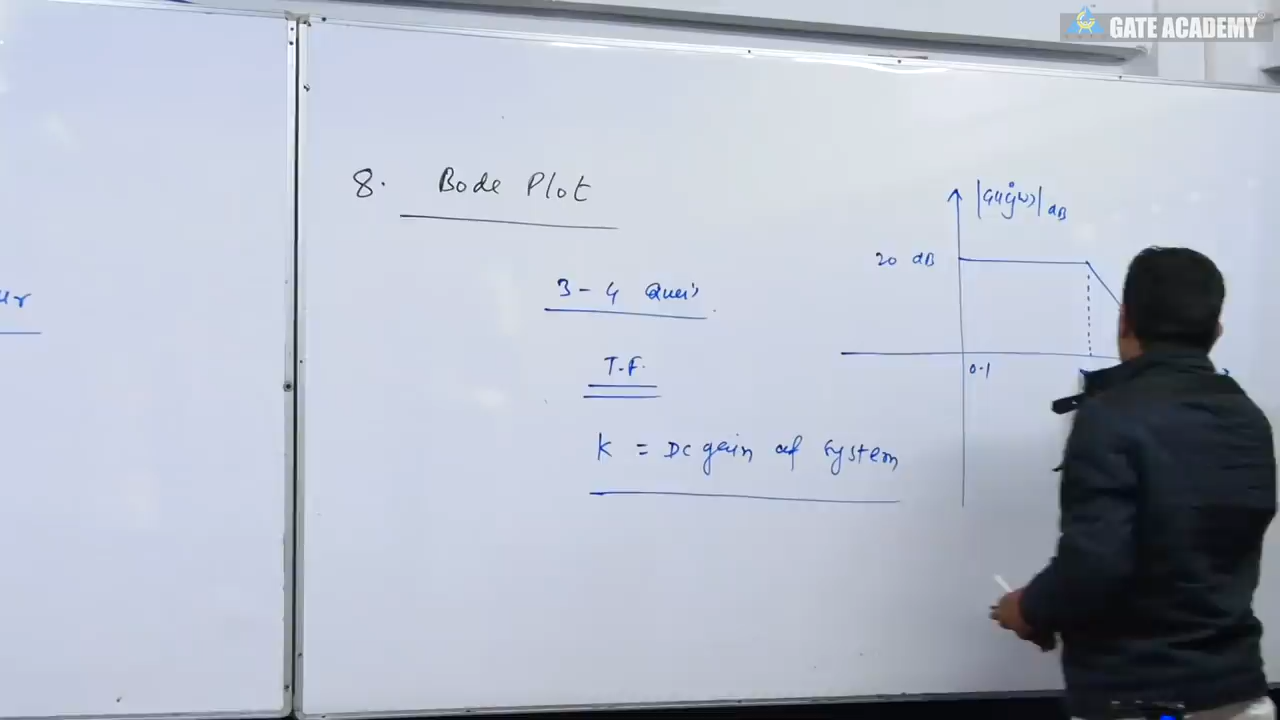 GATE ACADEMY
8. Bode Plot
3 - 4 Ques
T.F.
K = DC gain of system
|G(jω)| dB
20 dB
0.1